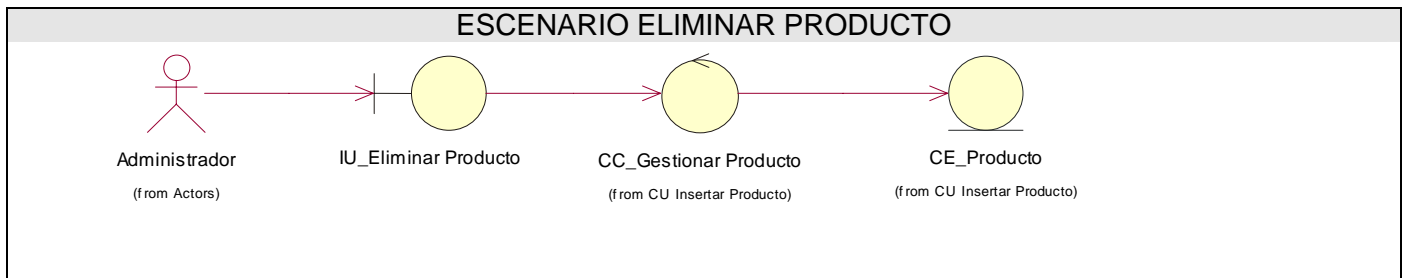 ESCENARIO ELIMINAR PRODUCTO
Administrador
(from Actors)
IU_Eliminar Producto
CC_Gestionar Producto
(from CU Insertar Producto)
CE_Producto
(from CU Insertar Producto)